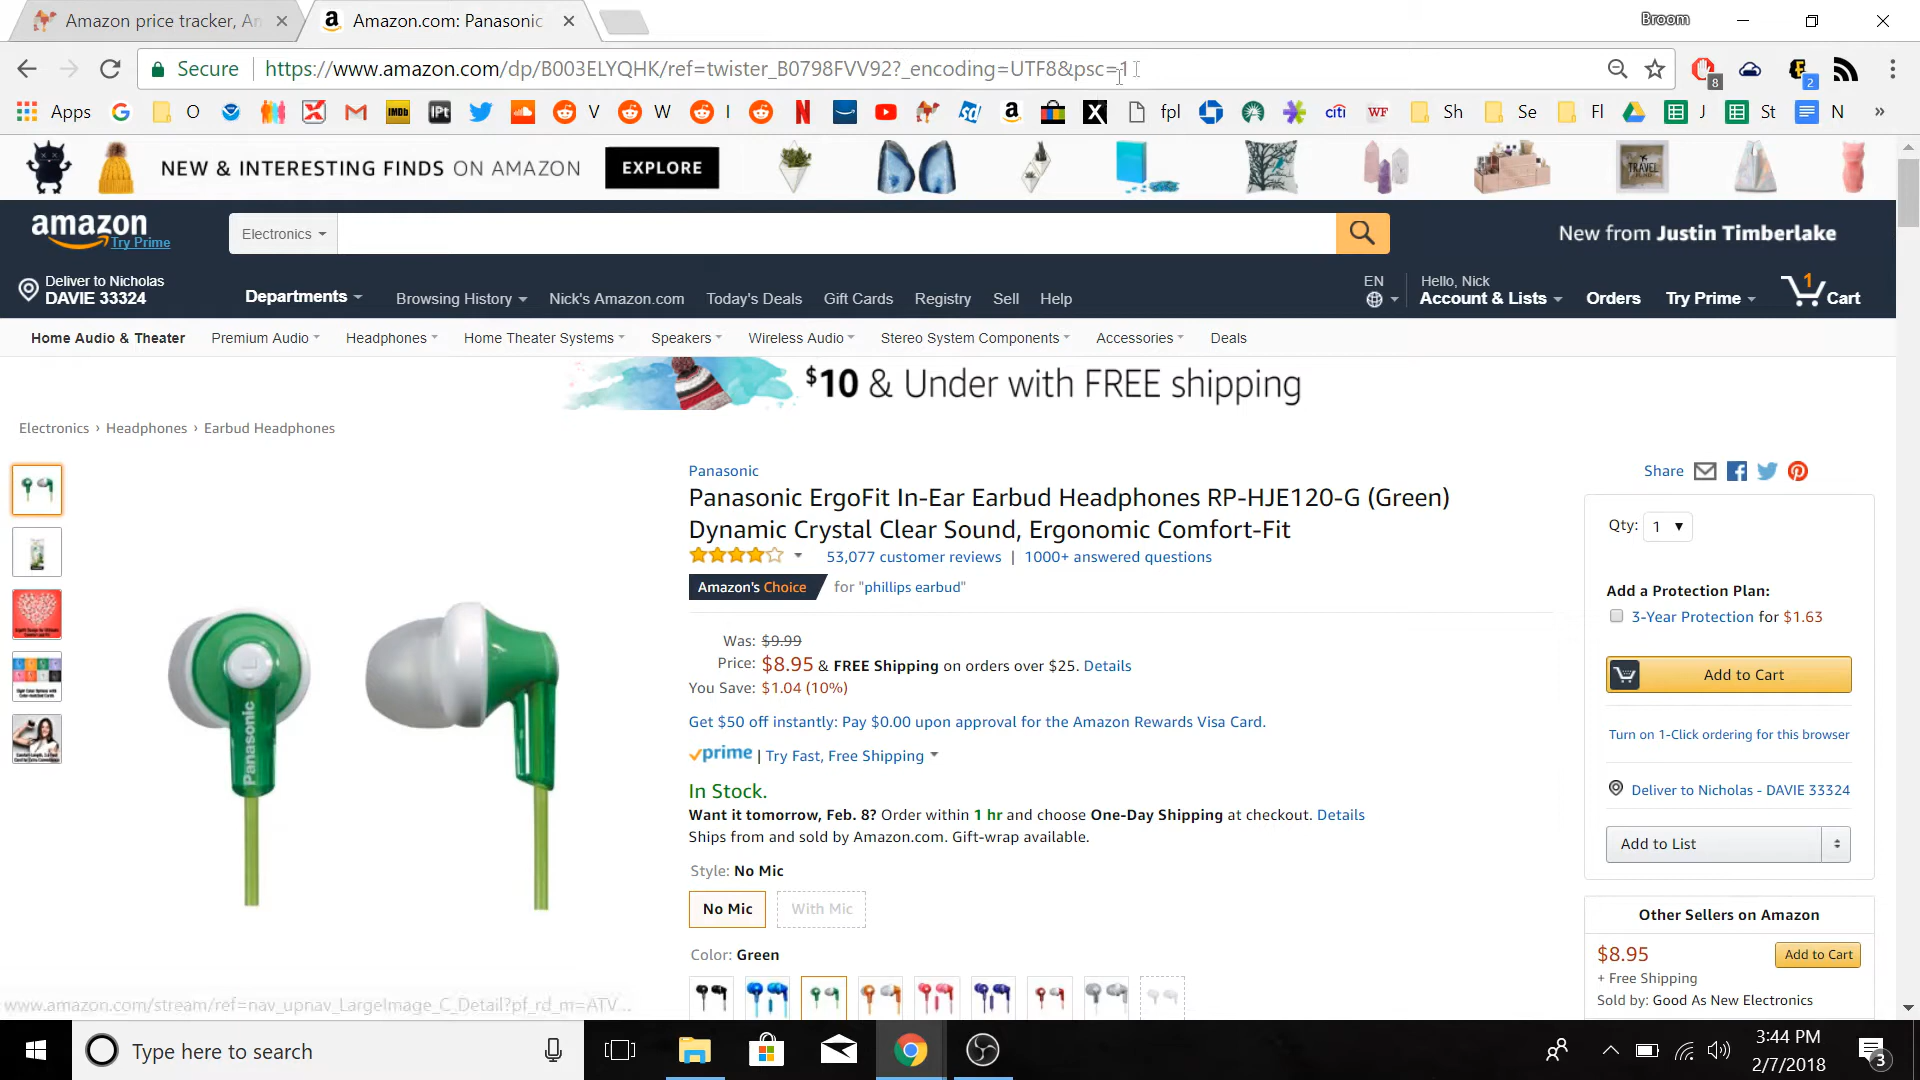 Amazon price tracker, An
Amazon.com: Panasonic
Broom
Secure
https://www.amazon.com/dp/B003ELYQHK/ref=twister_B0798FVV92?_encoding=UTF8&psc=1
8
2
Apps
O
V
W
I
fpl
citi
WF
Sh
Se
Fl
J
St
N
»
NEW & INTERESTING FINDS ON AMAZON
EXPLORE
TRAVEL
amazon
Try Prime
Electronics
New from Justin Timberlake
Deliver to Nicholas
DAVIE 33324
Departments
Browsing History
Nick's Amazon.com
Today's Deals
Gift Cards
Registry
Sell
Help
EN
Hello, Nick
Account & Lists
Orders
Try Prime
1
Cart
Home Audio & Theater
Premium Audio
Headphones
Home Theater Systems
Speakers
Wireless Audio
Stereo System Components
Accessories
Deals
$10 & Under with FREE shipping
Electronics › Headphones › Earbud Headphones
Panasonic
Share
Panasonic ErgoFit In-Ear Earbud Headphones RP-HJE120-G (Green)
Dynamic Crystal Clear Sound, Ergonomic Comfort-Fit
53,077 customer reviews | 1000+ answered questions
Amazon's Choice for "phillips earbud"
Was: $9.99
Price: $8.95 & FREE Shipping on orders over $25. Details
You Save: $1.04 (10%)
Get $50 off instantly: Pay $0.00 upon approval for the Amazon Rewards Visa Card.
prime | Try Fast, Free Shipping
In Stock.
Want it tomorrow, Feb. 8? Order within 1 hr and choose One-Day Shipping at checkout. Details
Ships from and sold by Amazon.com. Gift-wrap available.
Style: No Mic
No Mic
With Mic
Color: Green
Panasonic
Qty: 1
Add a Protection Plan:
3-Year Protection for $1.63
Add to Cart
Turn on 1-Click ordering for this browser
Deliver to Nicholas - DAVIE 33324
Add to List
Other Sellers on Amazon
$8.95
Add to Cart
+ Free Shipping
Sold by: Good As New Electronics
www.amazon.com/stream/ref=nav_upnav_LargeImage_C_Detail?pf_rd_m=ATV...
Type here to search
3:44 PM
2/7/2018
3